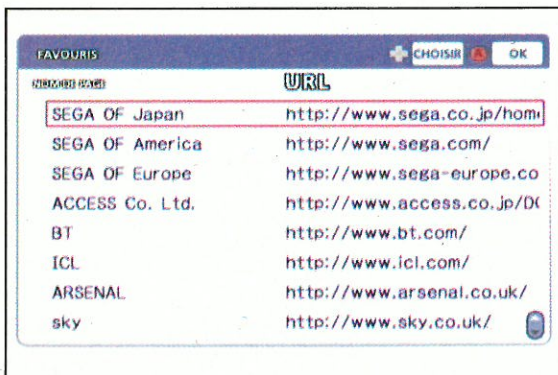 FAVOURIS CHOISIR A OK
NOM DE PAGE URL
SEGA OF Japan http://www.sega.co.jp/hom
SEGA OF America http://www.sega.com/
SEGA OF Europe http://www.sega-europe.co
ACCESS Co. Ltd. http://www.access.co.jp/D
BT http://www.bt.com/
ICL http://www.icl.com/
ARSENAL http://www.arsenal.co.uk/
sky http://www.sky.co.uk/